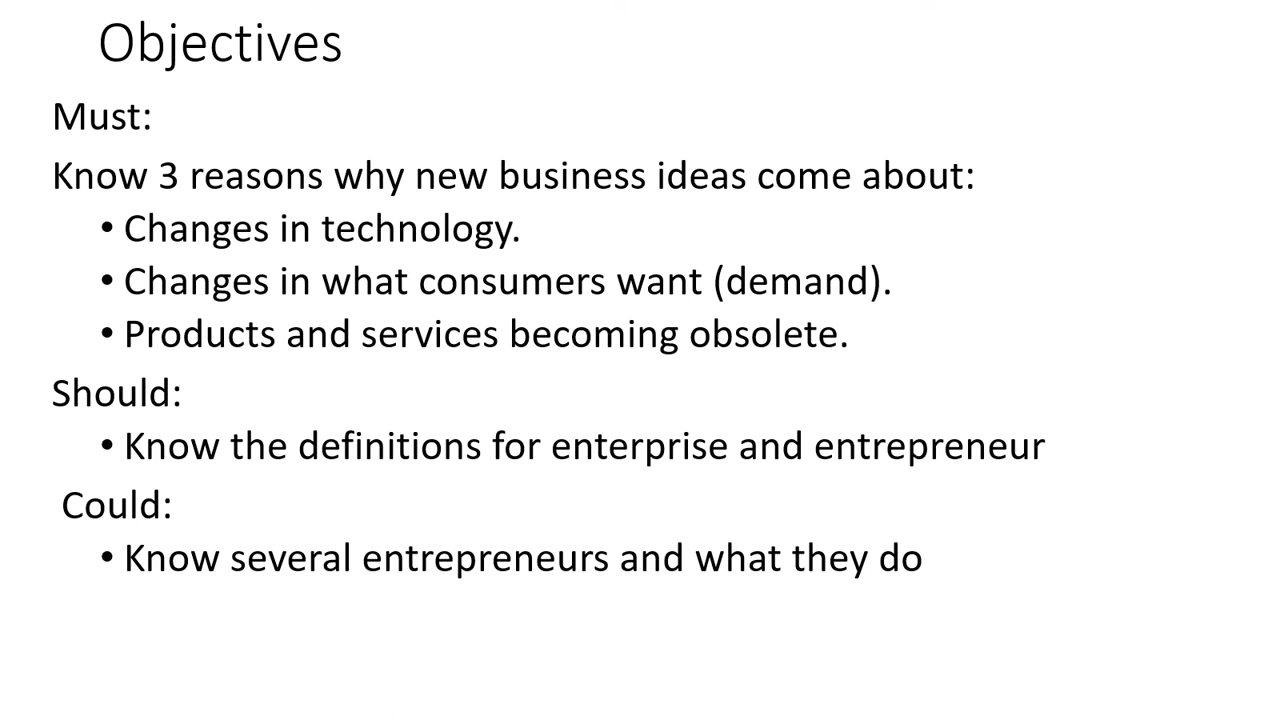 Objectives
Must:
Know 3 reasons why new business ideas come about:
• Changes in technology.
• Changes in what consumers want (demand).
• Products and services becoming obsolete.
Should:
• Know the definitions for enterprise and entrepreneur
Could:
• Know several entrepreneurs and what they do